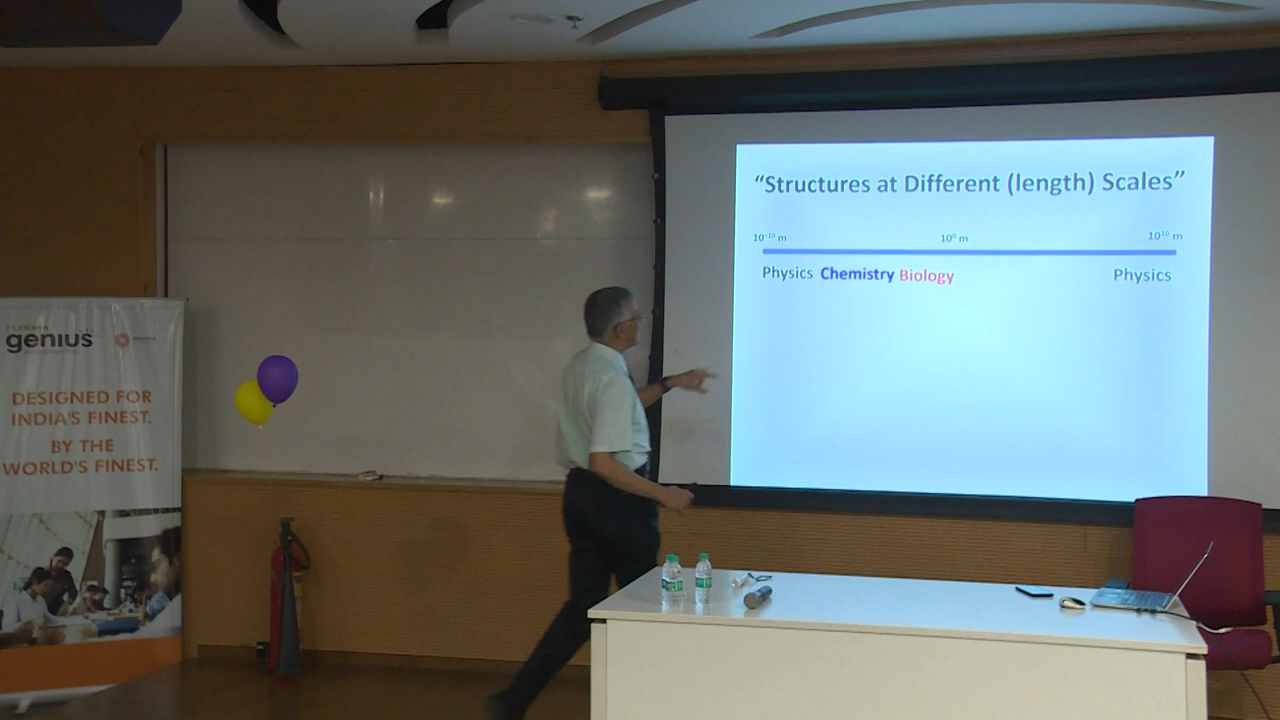 genius
DESIGNED FOR
INDIA'S FINEST.
BY THE
WORLD'S FINEST.
“Structures at Different (length) Scales”
10⁻¹⁰ m 10⁰ m 10¹⁰ m
Physics Chemistry Biology Physics